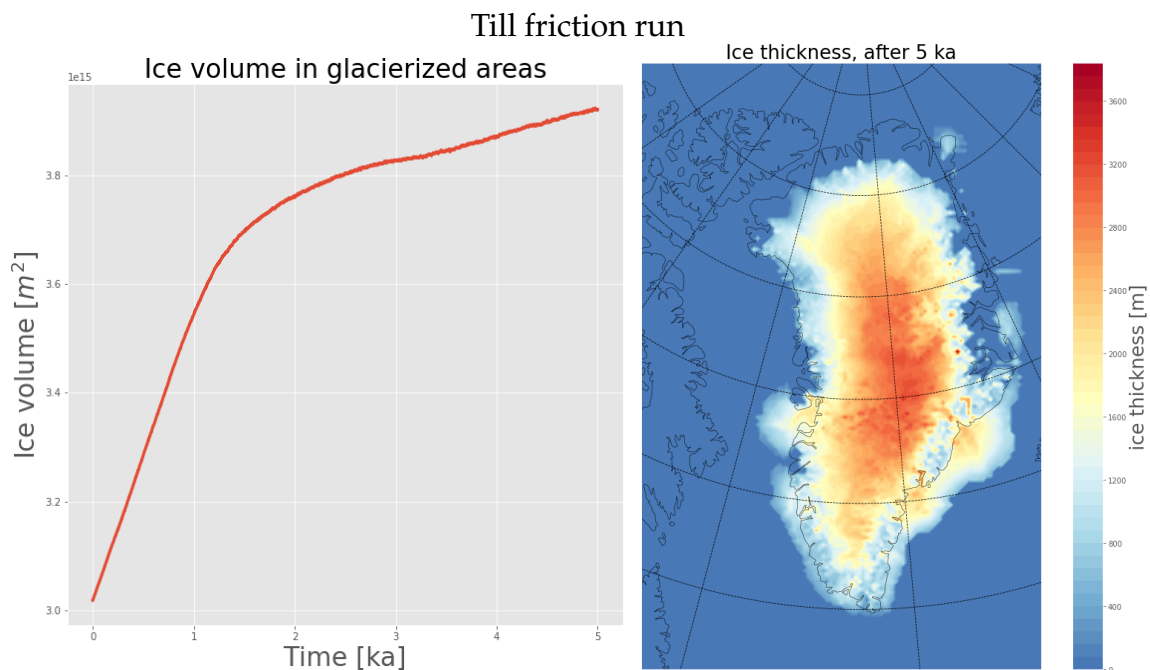 Till friction run
Ice volume in glacierized areas
1e15
3.8
3.6
3.4
3.2
3.0
Ice volume [m²]
0 1 2 3 4 5
Time [ka]
Ice thickness, after 5 ka
3600
3200
2800
2400
2000
1600
1200
800
400
0
ice thickness [m]